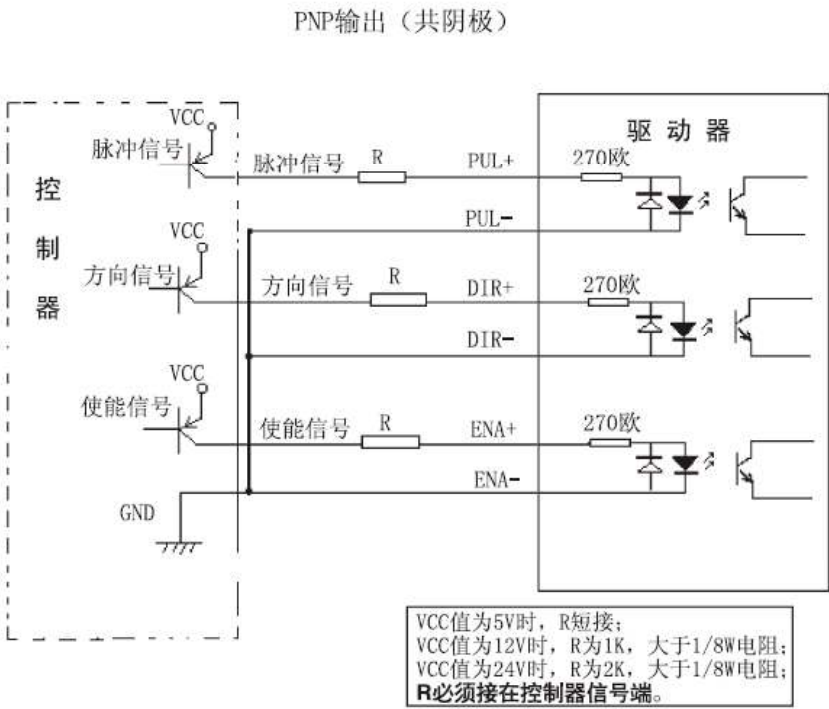 PNP输出（共阴极）
控制器
驱动器
VCC
脉冲信号
脉冲信号
R
PUL+
270欧
PUL-
VCC
方向信号
方向信号
R
DIR+
270欧
DIR-
VCC
使能信号
使能信号
R
ENA+
270欧
ENA-
GND
VCC值为5V时，R短接；
VCC值为12V时，R为1K，大于1/8W电阻；
VCC值为24V时，R为2K，大于1/8W电阻；
R必须接在控制器信号端。